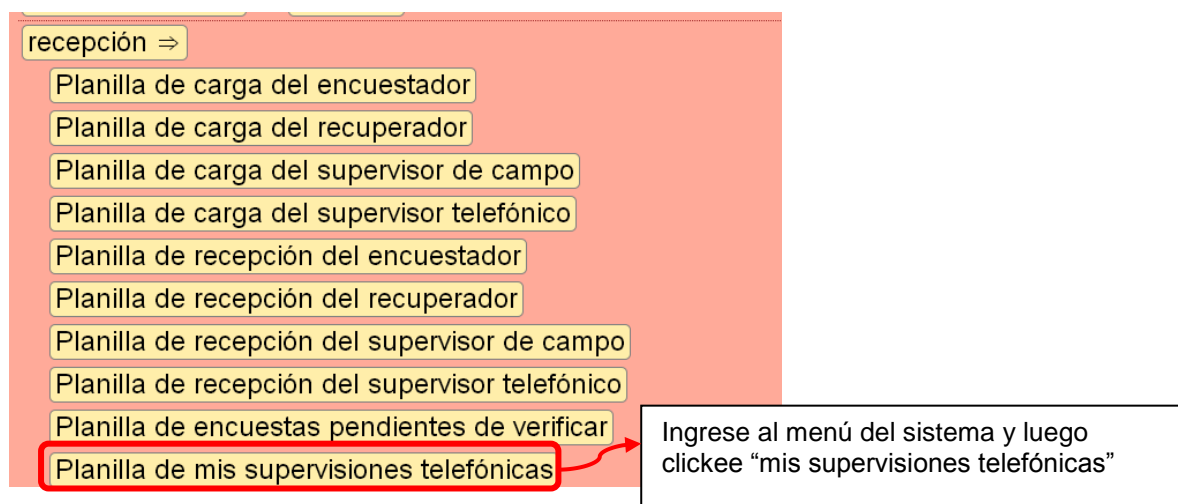 recepción ⇒
Planilla de carga del encuestador
Planilla de carga del recuperador
Planilla de carga del supervisor de campo
Planilla de carga del supervisor telefónico
Planilla de recepción del encuestador
Planilla de recepción del recuperador
Planilla de recepción del supervisor de campo
Planilla de recepción del supervisor telefónico
Planilla de encuestas pendientes de verificar
Planilla de mis supervisiones telefónicas
Ingrese al menú del sistema y luego
clickee “mis supervisiones telefónicas”